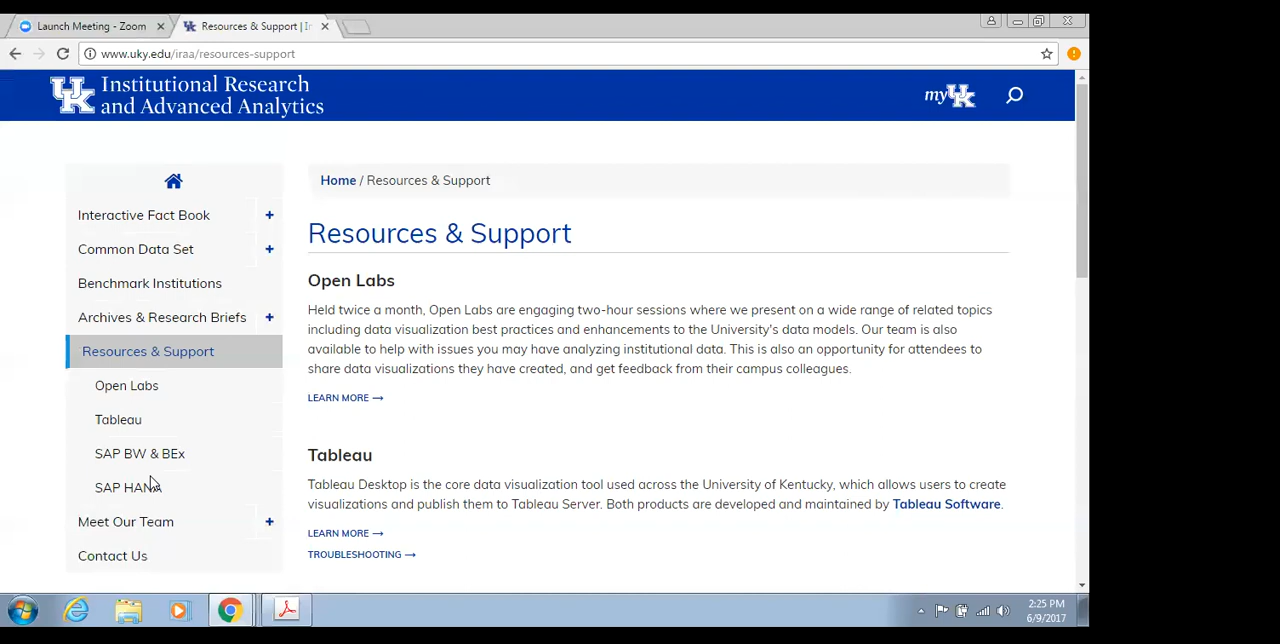 Launch Meeting - Zoom
Resources & Support | Ir
www.uky.edu/iraa/resources-support
UK Institutional Research
and Advanced Analytics
myUK
Interactive Fact Book +
Common Data Set +
Benchmark Institutions
Archives & Research Briefs +
Resources & Support
Open Labs
Tableau
SAP BW & BEx
SAP HANA
Meet Our Team +
Contact Us
Home / Resources & Support
Resources & Support
Open Labs
Held twice a month, Open Labs are engaging two-hour sessions where we present on a wide range of related topics
including data visualization best practices and enhancements to the University's data models. Our team is also
available to help with issues you may have analyzing institutional data. This is also an opportunity for attendees to
share data visualizations they have created, and get feedback from their campus colleagues.
LEARN MORE →
Tableau
Tableau Desktop is the core data visualization tool used across the University of Kentucky, which allows users to create
visualizations and publish them to Tableau Server. Both products are developed and maintained by Tableau Software.
LEARN MORE →
TROUBLESHOOTING →
2:25 PM
6/9/2017